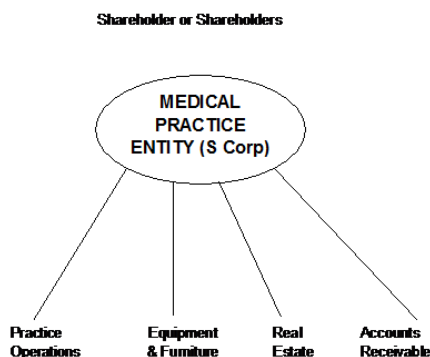 Shareholder or Shareholders
MEDICAL
PRACTICE
ENTITY (S Corp)
Practice
Operations
Equipment
& Furniture
Real
Estate
Accounts
Receivable